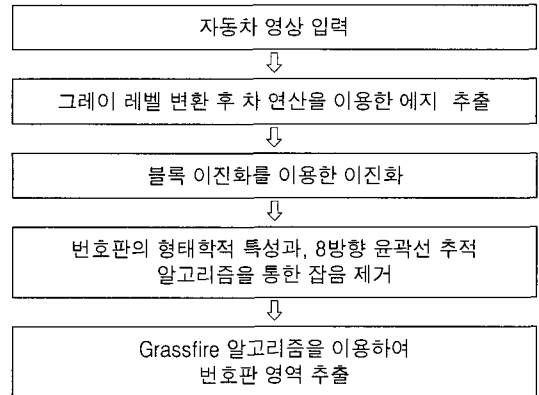 자동차 영상 입력
그레이 레벨 변환 후 차 연산을 이용한 에지 추출
블록 이진화를 이용한 이진화
번호판의 형태학적 특성과, 8방향 윤곽선 추적
알고리즘을 통한 잡음 제거
Grassfire 알고리즘을 이용하여
번호판 영역 추출